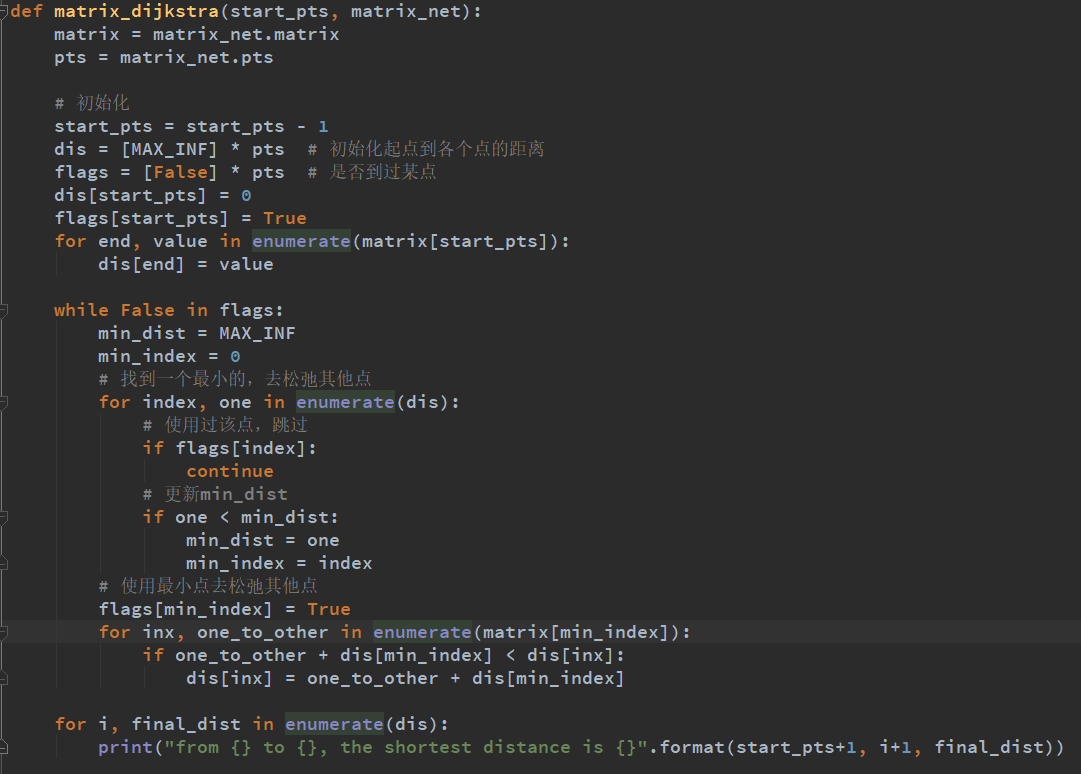 def matrix_dijkstra(start_pts, matrix_net):
    matrix = matrix_net.matrix
    pts = matrix_net.pts
    # 初始化
    start_pts = start_pts - 1
    dis = [MAX_INF] * pts  # 初始化起点到各个点的距离
    flags = [False] * pts  # 是否到过某点
    dis[start_pts] = 0
    flags[start_pts] = True
    for end, value in enumerate(matrix[start_pts]):
        dis[end] = value
    while False in flags:
        min_dist = MAX_INF
        min_index = 0
        # 找到一个最小的，去松弛其他点
        for index, one in enumerate(dis):
            # 使用过该点，跳过
            if flags[index]:
                continue
            # 更新min_dist
            if one < min_dist:
                min_dist = one
                min_index = index
        # 使用最小点去松弛其他点
        flags[min_index] = True
        for inx, one_to_other in enumerate(matrix[min_index]):
            if one_to_other + dis[min_index] < dis[inx]:
                dis[inx] = one_to_other + dis[min_index]
    for i, final_dist in enumerate(dis):
        print("from {} to {}, the shortest distance is {}".format(start_pts+1, i+1, final_dist))